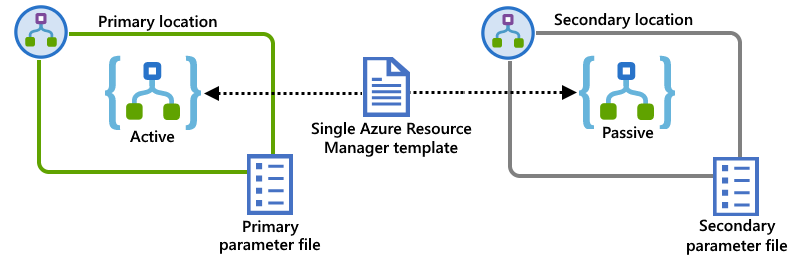 Primary location
Secondary location
Active
Single Azure Resource
Manager template
Passive
Primary
parameter file
Secondary
parameter file